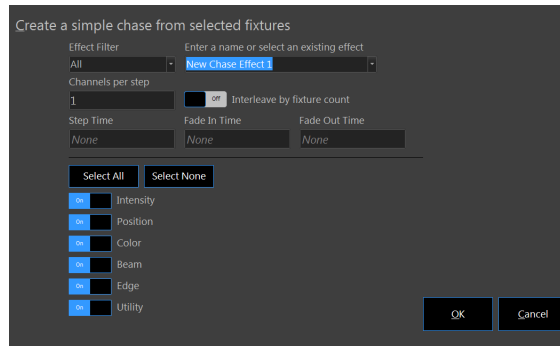 Create a simple chase from selected fixtures
Effect Filter Enter a name or select an existing effect
All New Chase Effect 1
Channels per step
1 Off Interleave by fixture count
Step Time Fade In Time Fade Out Time
None None None
Select All Select None
On Intensity
On Position
On Color
On Beam
On Edge
On Utility
OK Cancel